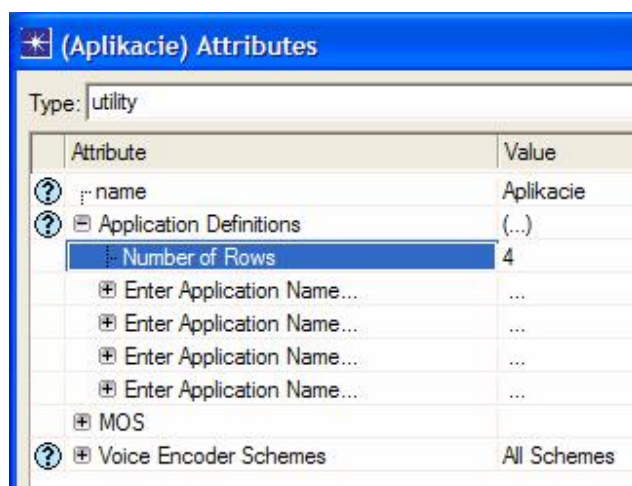 (Aplikacie) Attributes
Type: utility
Attribute Value
? name Aplikacie
? Application Definitions (...)
Number of Rows 4
Enter Application Name... ...
Enter Application Name... ...
Enter Application Name... ...
Enter Application Name... ...
MOS
? Voice Encoder Schemes All Schemes